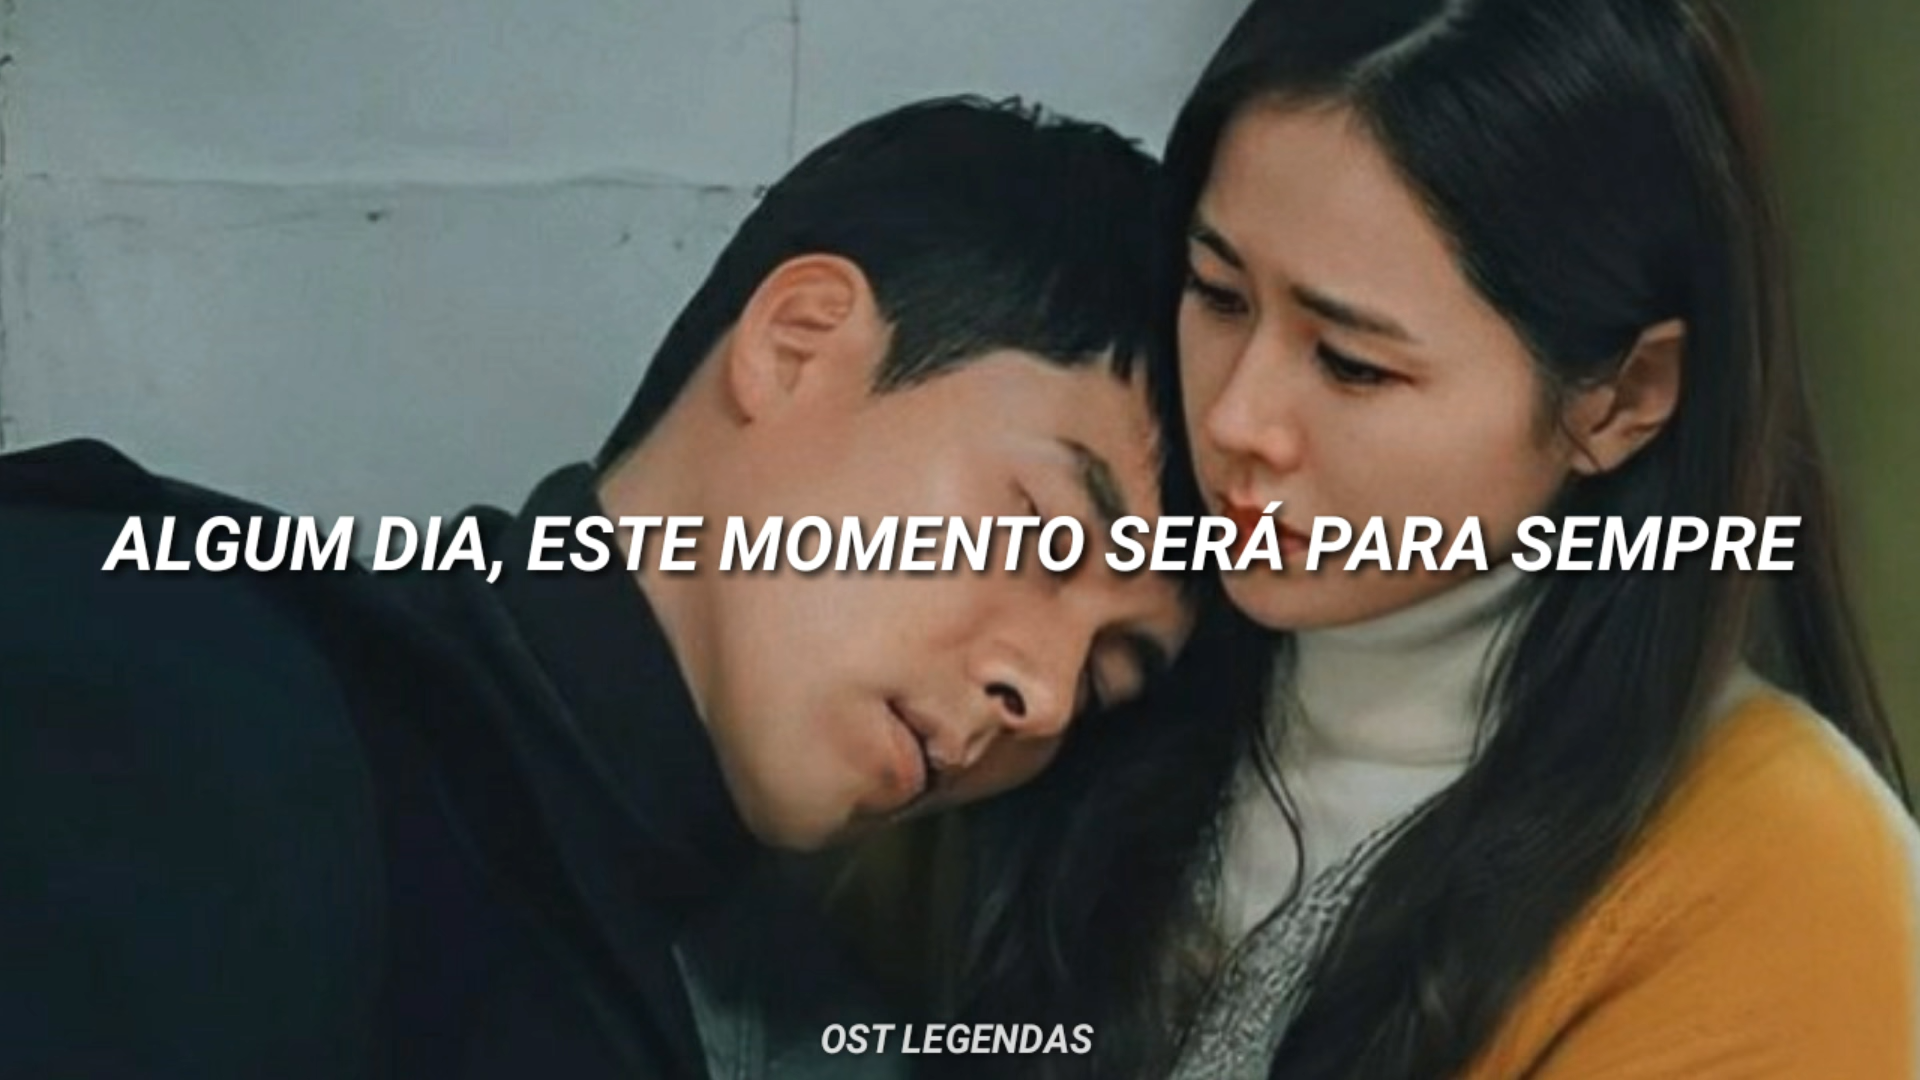 ALGUM DIA, ESTE MOMENTO SERÁ PARA SEMPRE
OST LEGENDAS